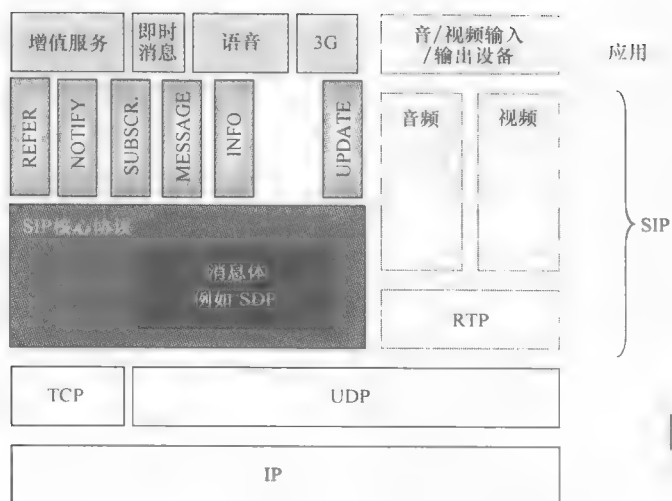 增值服务
即时
消息
语音
3G
音/视频输入
/输出设备
应用
REFER
NOTIFY
SUBSCR.
MESSAGE
INFO
UPDATE
音频
视频
SIP
SIP核心协议
消息体
例如 SDP
RTP
TCP
UDP
IP